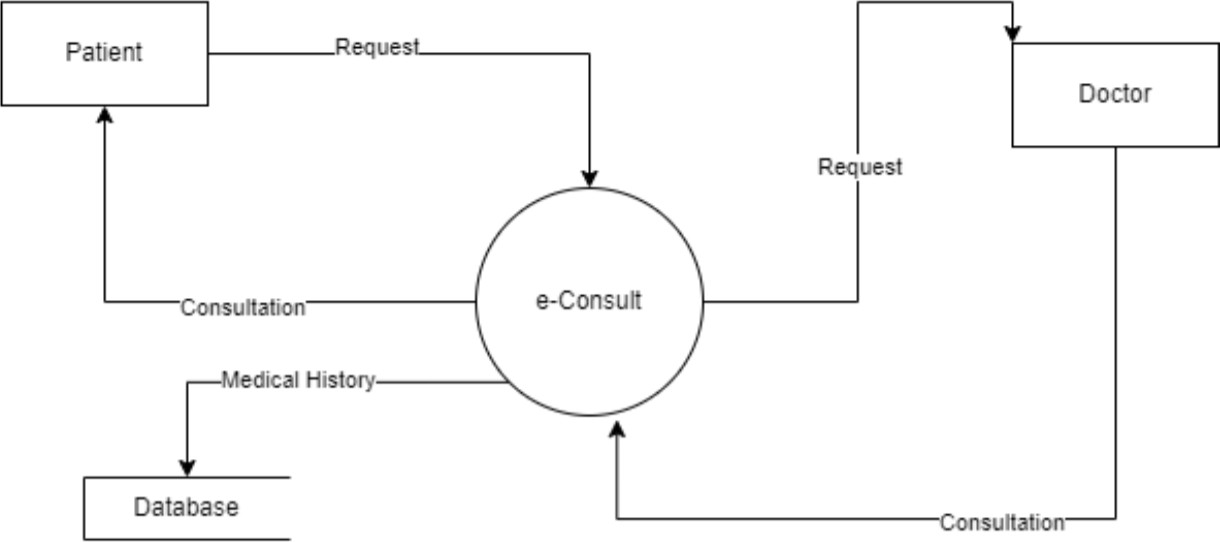 Patient
Request
Doctor
Request
e-Consult
Consultation
Medical History
Database
Consultation